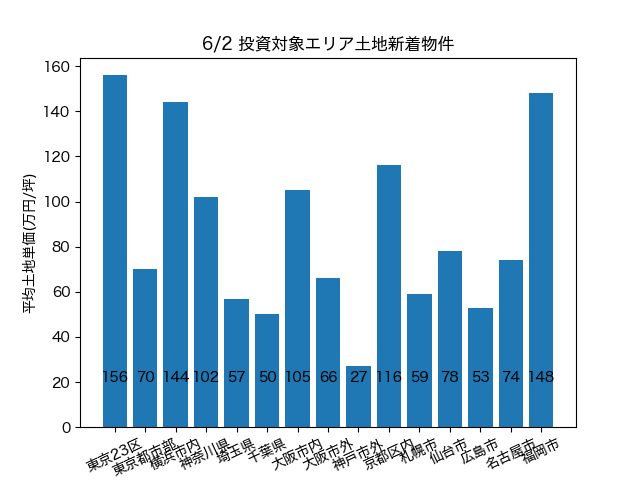 6/2 投資対象エリア土地新着物件
平均土地単価(万円/坪)
160
140
120
100
80
60
40
20
0
156 70 144 102 57 50 105 66 27 116 59 78 53 74 148
東京23区 東京都市部 横浜市内 神奈川県 埼玉県 千葉県 大阪市内 大阪市外 神戸市外 京都区内 札幌市 仙台市 広島市 名古屋市 福岡市